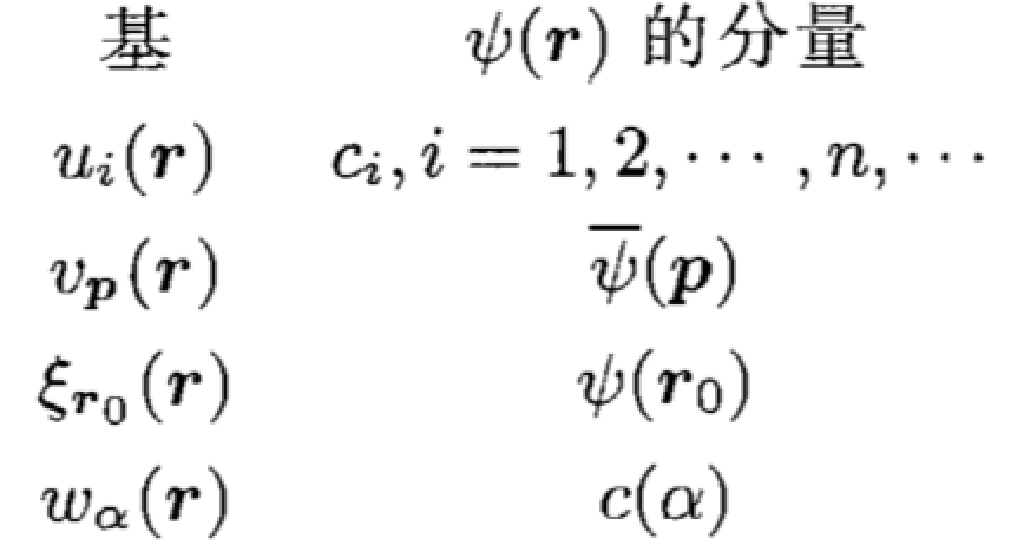 基 ψ(r) 的分量
u_i(r) c_i, i = 1, 2, ··· , n, ···
v_p(r) ψ̅(p)
ξ_{r_0}(r) ψ(r_0)
w_α(r) c(α)